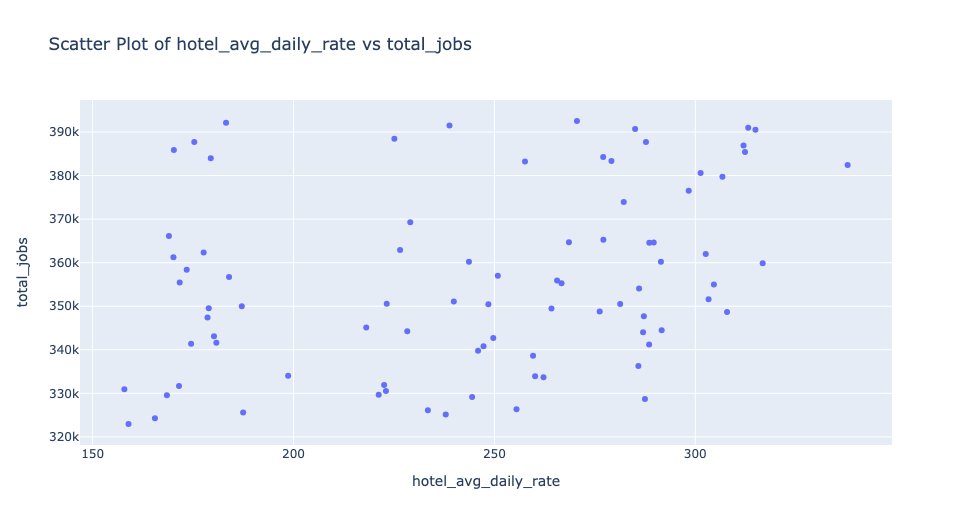 Scatter Plot of hotel_avg_daily_rate vs total_jobs
390k
380k
370k
360k
350k
340k
330k
320k
total_jobs
150 200 250 300
hotel_avg_daily_rate